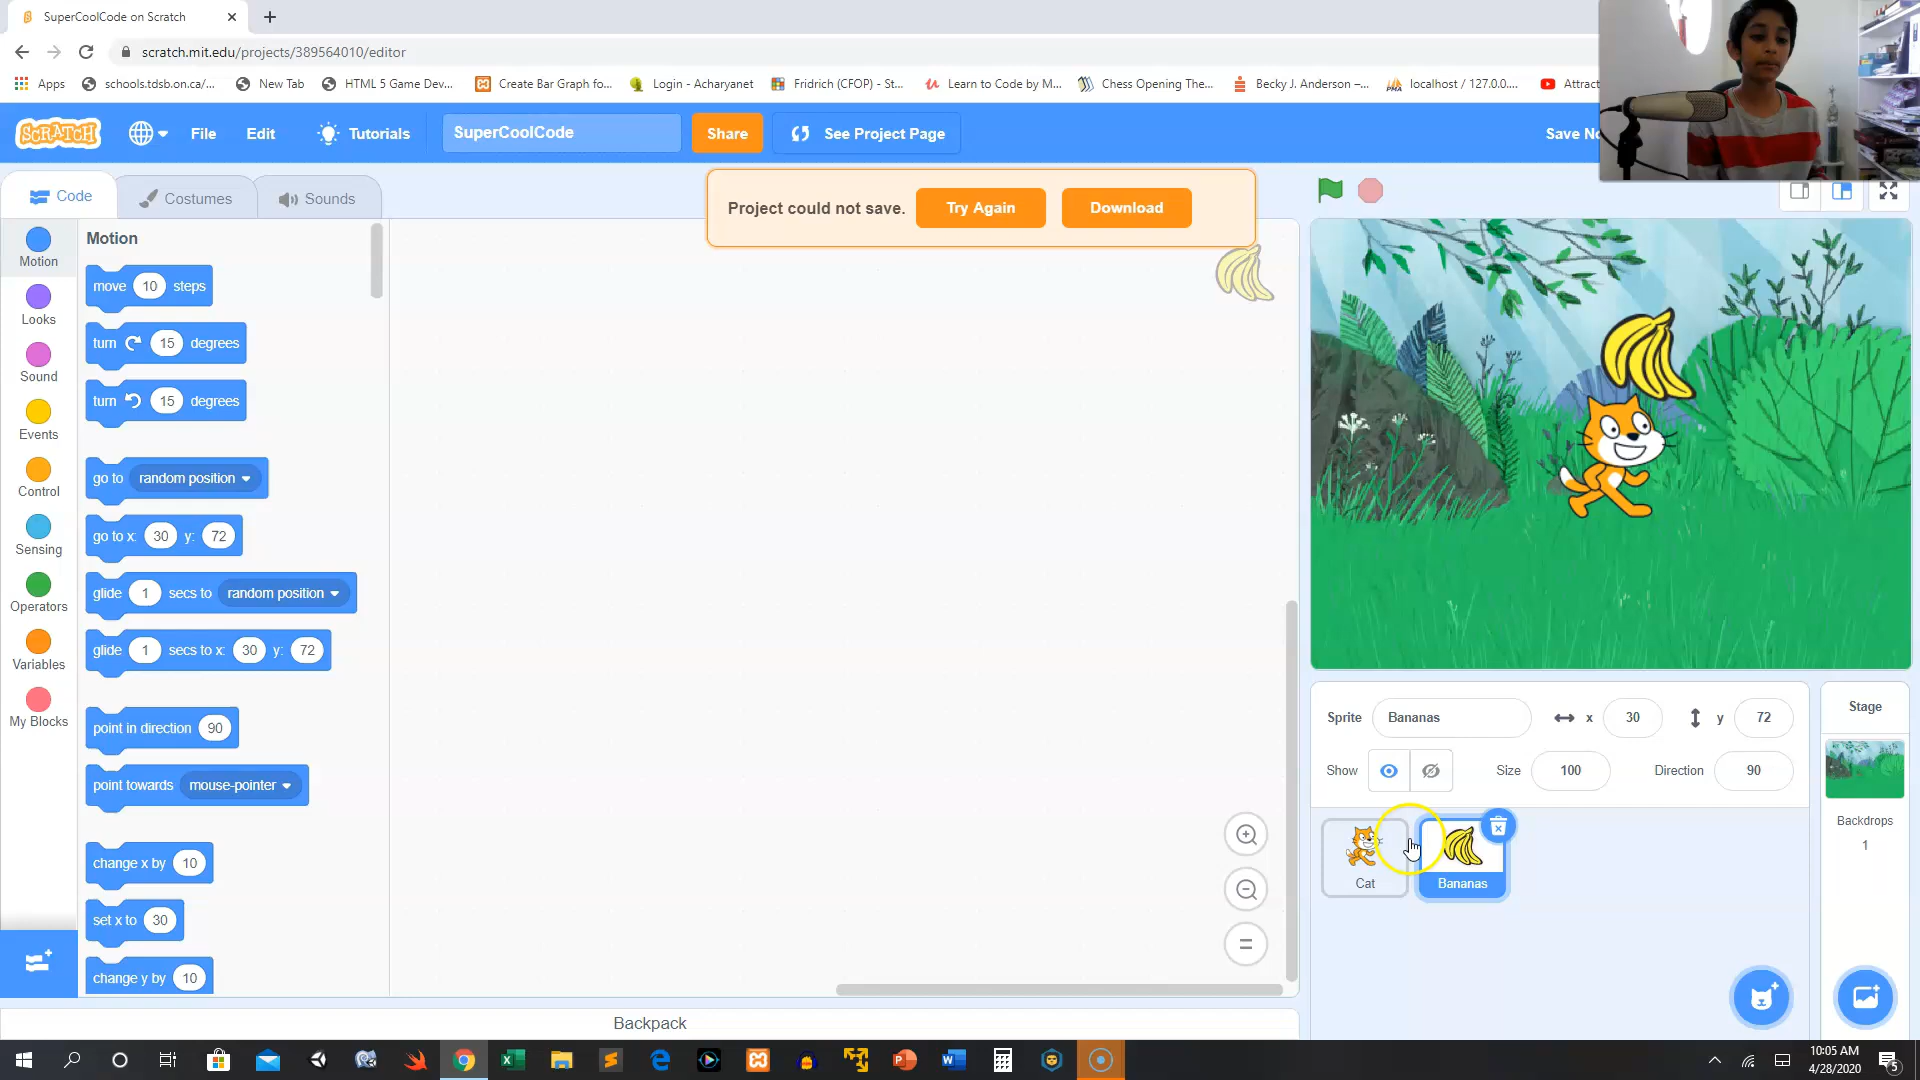 SuperCoolCode on Scratch
scratch.mit.edu/projects/389564010/editor
Apps schools.tdsb.on.ca/... New Tab HTML 5 Game Dev... Create Bar Graph fo... Login - Acharyanet Fridrich (CFOP) - St... Learn to Code by M... Chess Opening The... Becky J. Anderson –... localhost / 127.0.0.... Attract
SCRATCH File Edit Tutorials SuperCoolCode Share See Project Page Save No
Code Costumes Sounds
Project could not save. Try Again Download
Motion
Looks
Sound
Events
Control
Sensing
Operators
Variables
My Blocks
Motion
move 10 steps
turn 15 degrees
turn 15 degrees
go to random position
go to x: 30 y: 72
glide 1 secs to random position
glide 1 secs to x: 30 y: 72
point in direction 90
point towards mouse-pointer
change x by 10
set x to 30
change y by 10
Backpack
Sprite Bananas x 30 y 72
Show Size 100 Direction 90
Cat
Bananas
Stage
Backdrops
1
10:05 AM
4/28/2020
5